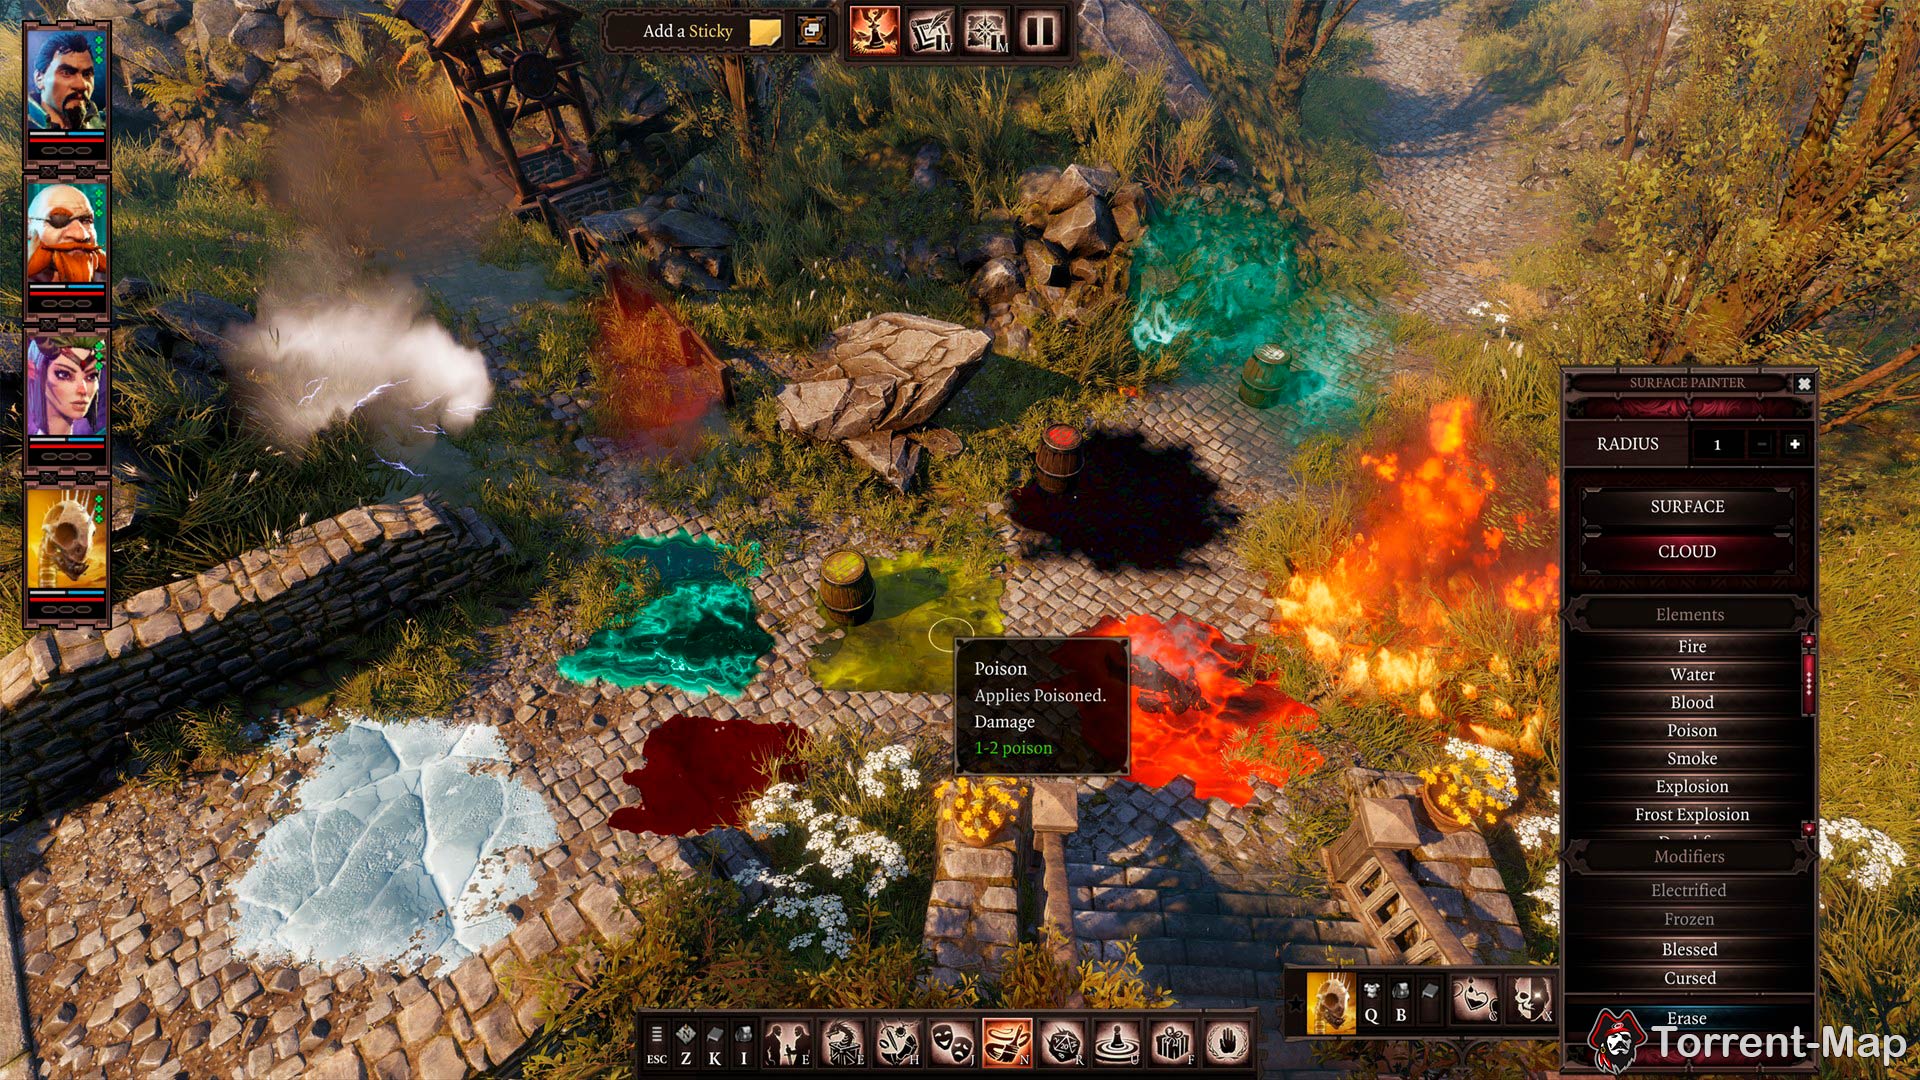 Add a Sticky
IV
M
SURFACE PAINTER
RADIUS 1
SURFACE
CLOUD
Elements
Fire
Water
Blood
Poison
Smoke
Explosion
Frost Explosion
Modifiers
Electrified
Frozen
Blessed
Cursed
Erase
Poison
Applies Poisoned.
Damage
1-2 poison
Q B C X
ESC Z K I E E H J N R U F
Torrent-Map